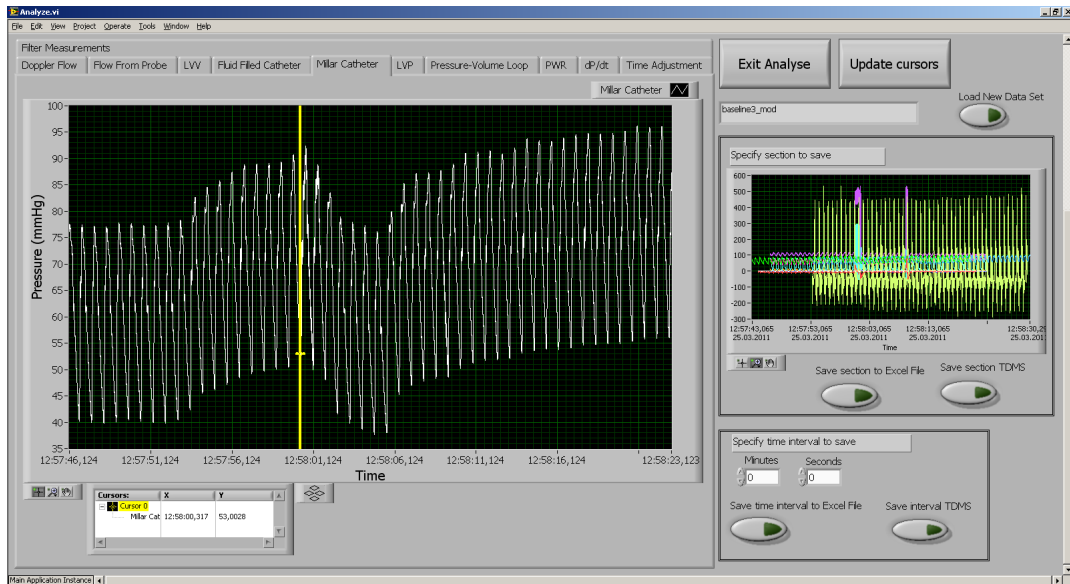 Analyze.vi
File Edit View Project Operate Tools Window Help
Filter Measurements
Doppler Flow Flow From Probe LVV Fluid Filled Catheter Millar Catheter LVP Pressure-Volume Loop PWR dP/dt Time Adjustment
Millar Catheter
Pressure (mmHg)
100
95
90
85
80
75
70
65
60
55
50
45
40
35
12:57:46,124 12:57:51,124 12:57:56,124 12:58:01,124 12:58:06,124 12:58:11,124 12:58:16,124 12:58:23,123
Time
Cursors: X Y
Cursor 0
Millar Cat 12:58:00,317 53,0028
Exit Analyse Update cursors
baseline3_mod
Load New Data Set
Specify section to save
600
500
400
300
200
100
0
-100
-200
-300
12:57:43,065 12:57:53,065 12:58:03,065 12:58:13,065 12:58:30,29
25.03.2011 25.03.2011 25.03.2011 25.03.2011 25.03.201
Time
Save section to Excel File Save section TDMS
Specify time interval to save
Minutes Seconds
0 0
Save time interval to Excel File Save interval TDMS
Main Application Instance